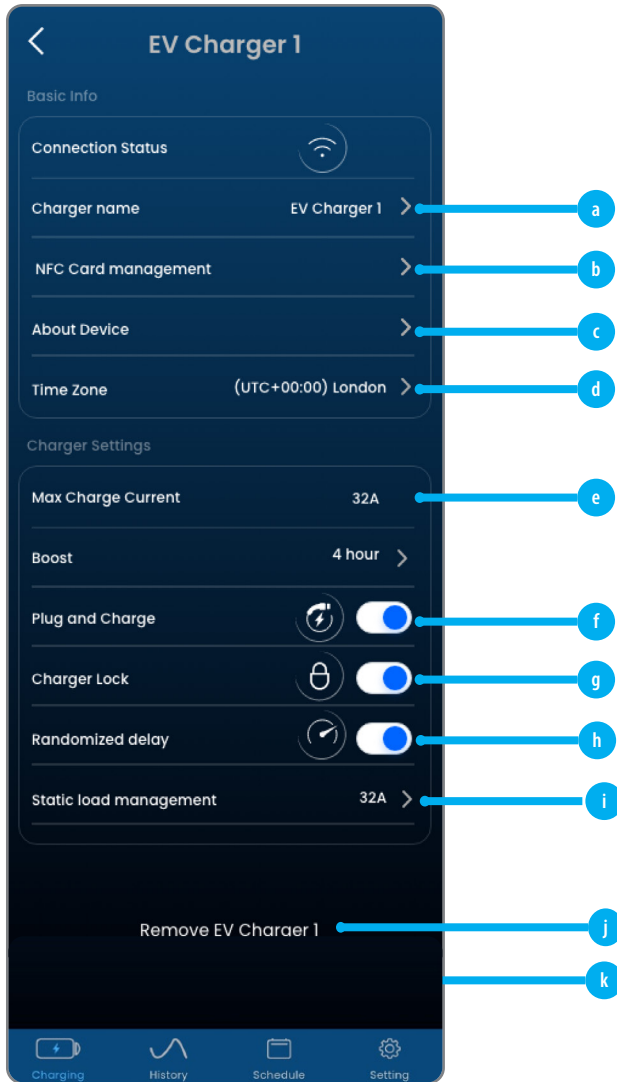 EV Charger 1
Basic Info
Connection Status
Charger name EV Charger 1 a
NFC Card management b
About Device c
Time Zone (UTC+00:00) London d
Charger Settings
Max Charge Current 32A e
Boost 4 hour
Plug and Charge f
Charger Lock g
Randomized delay h
Static load management 32A i
Remove EV Charger 1 j
k
Charging History Schedule Setting